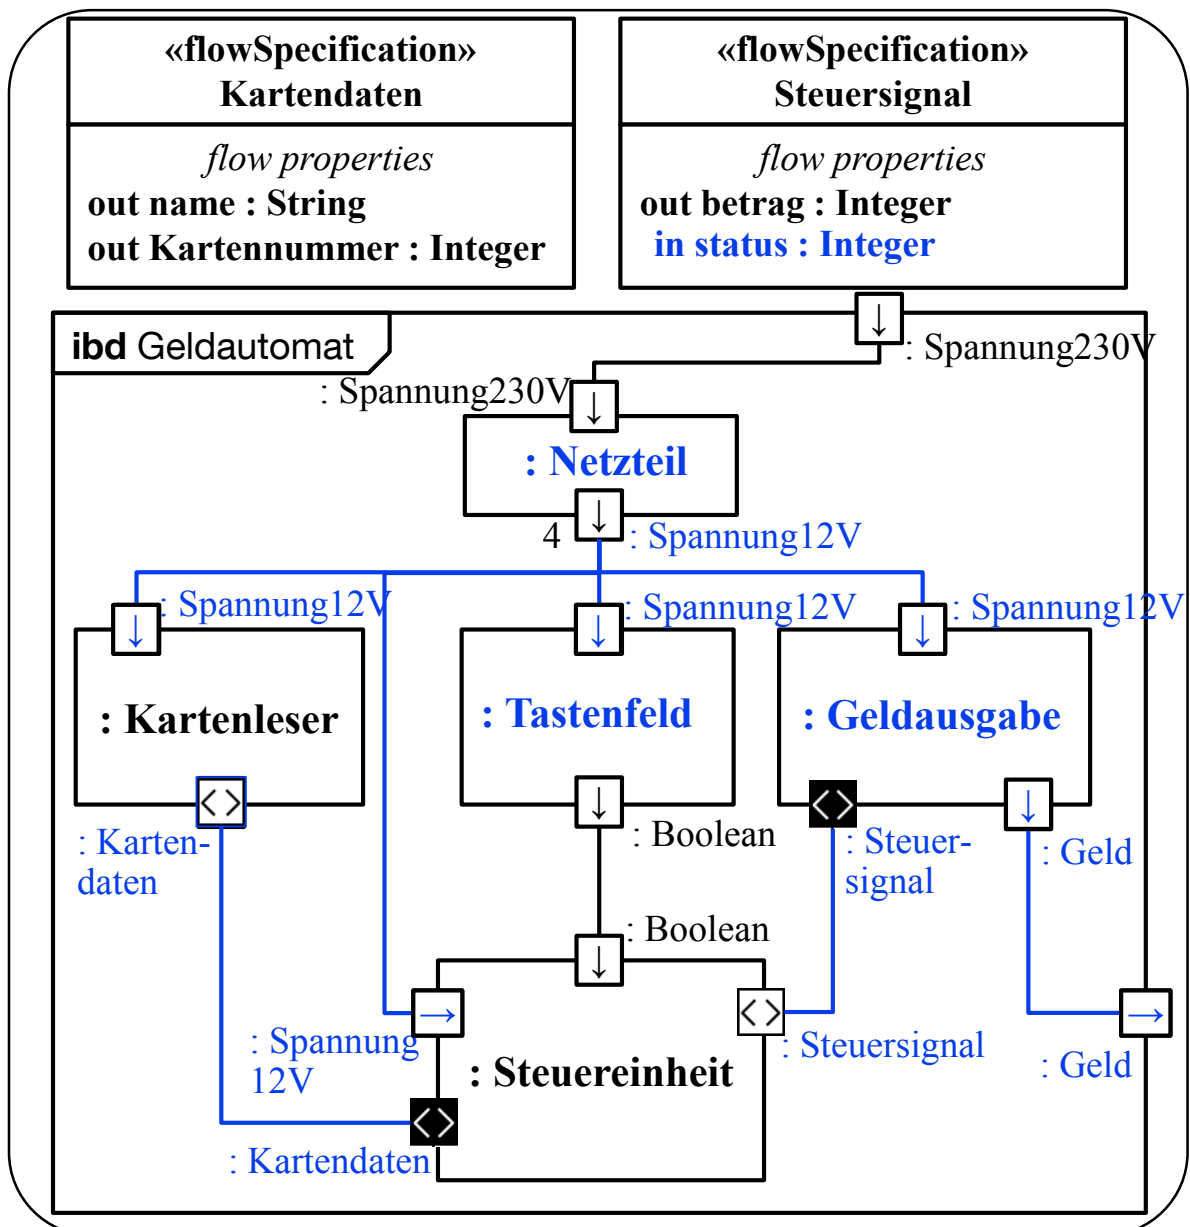 «flowSpecification»
Kartendaten
flow properties
out name : String
out Kartennummer : Integer
«flowSpecification»
Steuersignal
flow properties
out betrag : Integer
in status : Integer
ibd Geldautomat
: Spannung230V
: Spannung230V
: Netzteil
4
: Spannung12V
: Spannung12V
: Spannung12V
: Spannung12V
: Kartenleser
: Tastenfeld
: Geldausgabe
: Karten-
daten
: Boolean
: Steuer-
signal
: Geld
: Boolean
: Spannung
12V
: Steuereinheit
: Steuersignal
: Geld
: Kartendaten